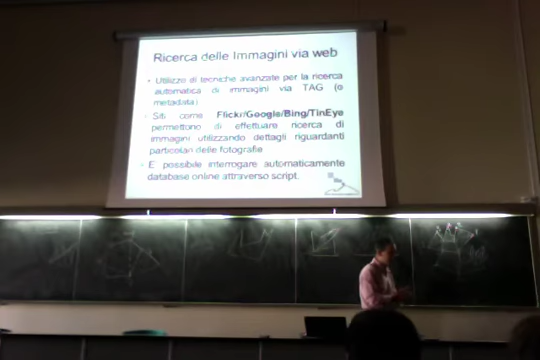 Ricerca delle Immagini via web
• Utilizzo di tecniche avanzate per la ricerca
automatica di immagini via TAG (o
metadati)
• Siti come Flickr/Google/Bing/TinEye
permettono di effettuare ricerca di
immagini utilizzando dettagli riguardanti
particolari delle fotografie
• E possibile interrogare automaticamente
database online attraverso script.